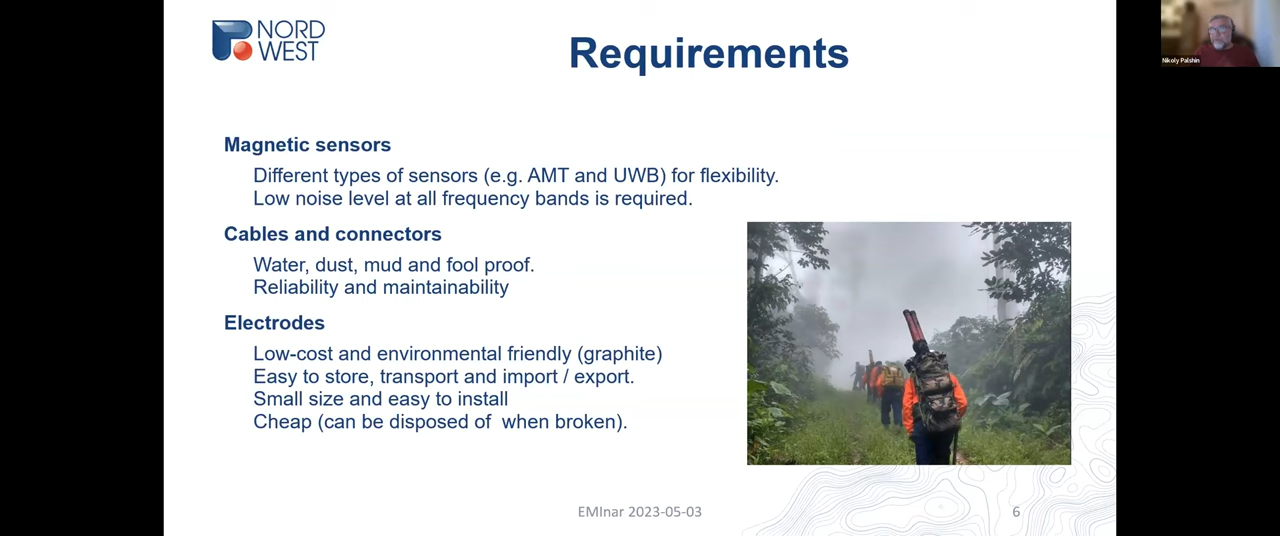 NORD
WEST
Requirements
Nikoly Palshin
Magnetic sensors
Different types of sensors (e.g. AMT and UWB) for flexibility.
Low noise level at all frequency bands is required.
Cables and connectors
Water, dust, mud and fool proof.
Reliability and maintainability
Electrodes
Low-cost and environmental friendly (graphite)
Easy to store, transport and import / export.
Small size and easy to install
Cheap (can be disposed of  when broken).
EMInar 2023-05-03
6